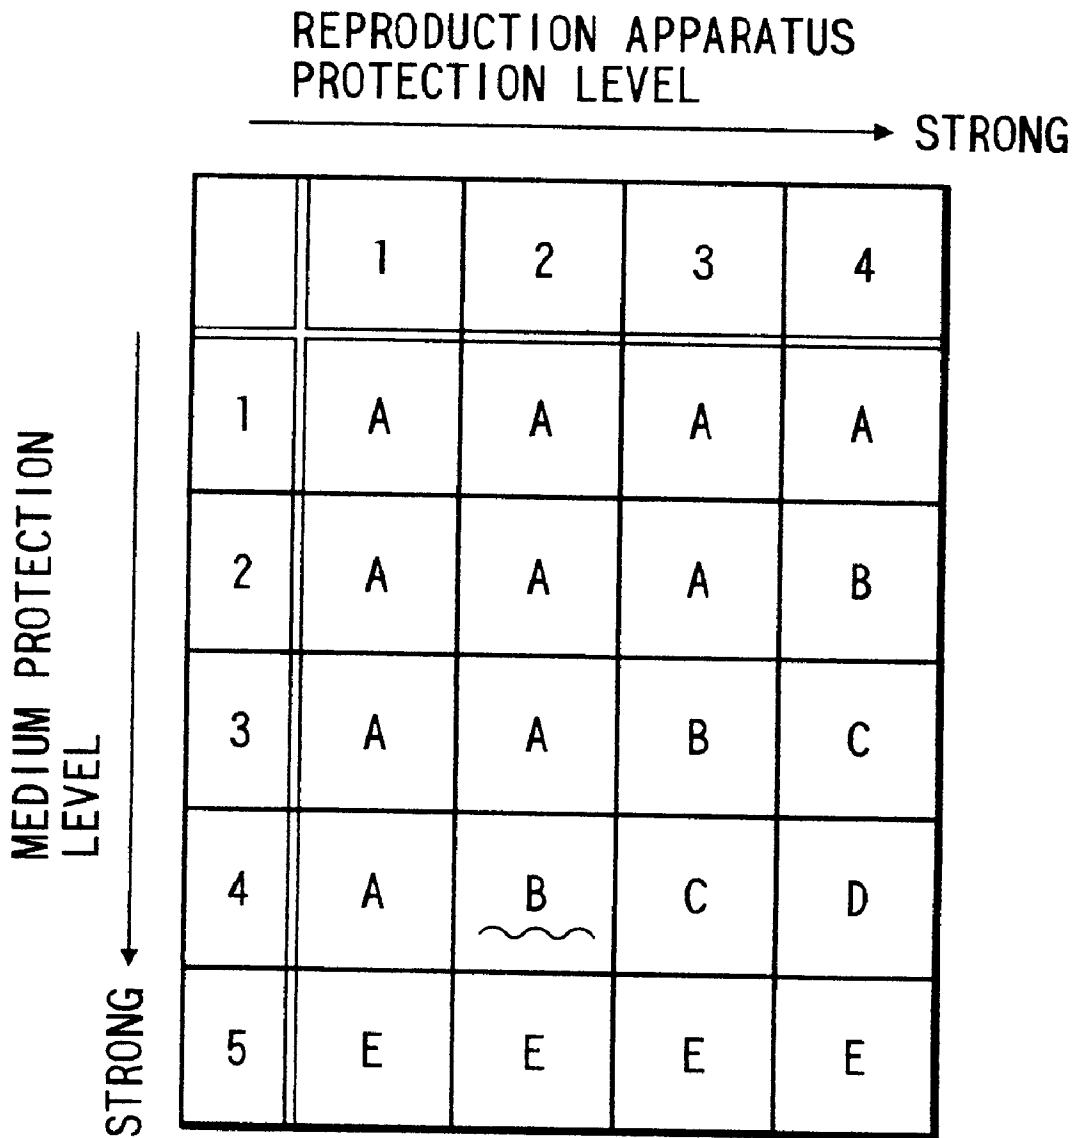 REPRODUCTION APPARATUS
PROTECTION LEVEL
STRONG
1 2 3 4
1 A A A A
2 A A A B
3 A A B C
4 A B C D
5 E E E E
MEDIUM PROTECTION
LEVEL
STRONG